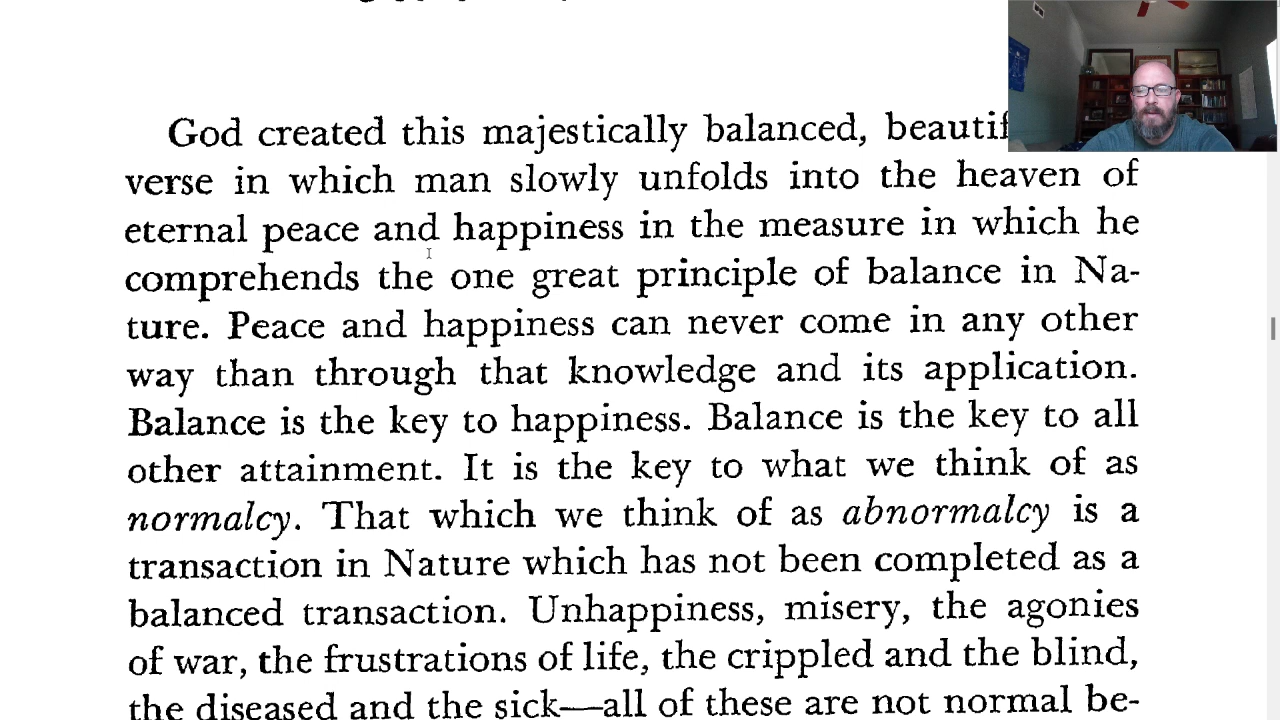 God created this majestically balanced,
verse in which man slowly unfolds into the heaven of
eternal peace and happiness in the measure in which he
comprehends the one great principle of balance in Na-
ture. Peace and happiness can never come in any other
way than through that knowledge and its application.
Balance is the key to happiness. Balance is the key to all
other attainment. It is the key to what we think of as
normalcy. That which we think of as abnormalcy is a
transaction in Nature which has not been completed as a
balanced transaction. Unhappiness, misery, the agonies
of war, the frustrations of life, the crippled and the blind,
the diseased and the sick—all of these are not normal be-